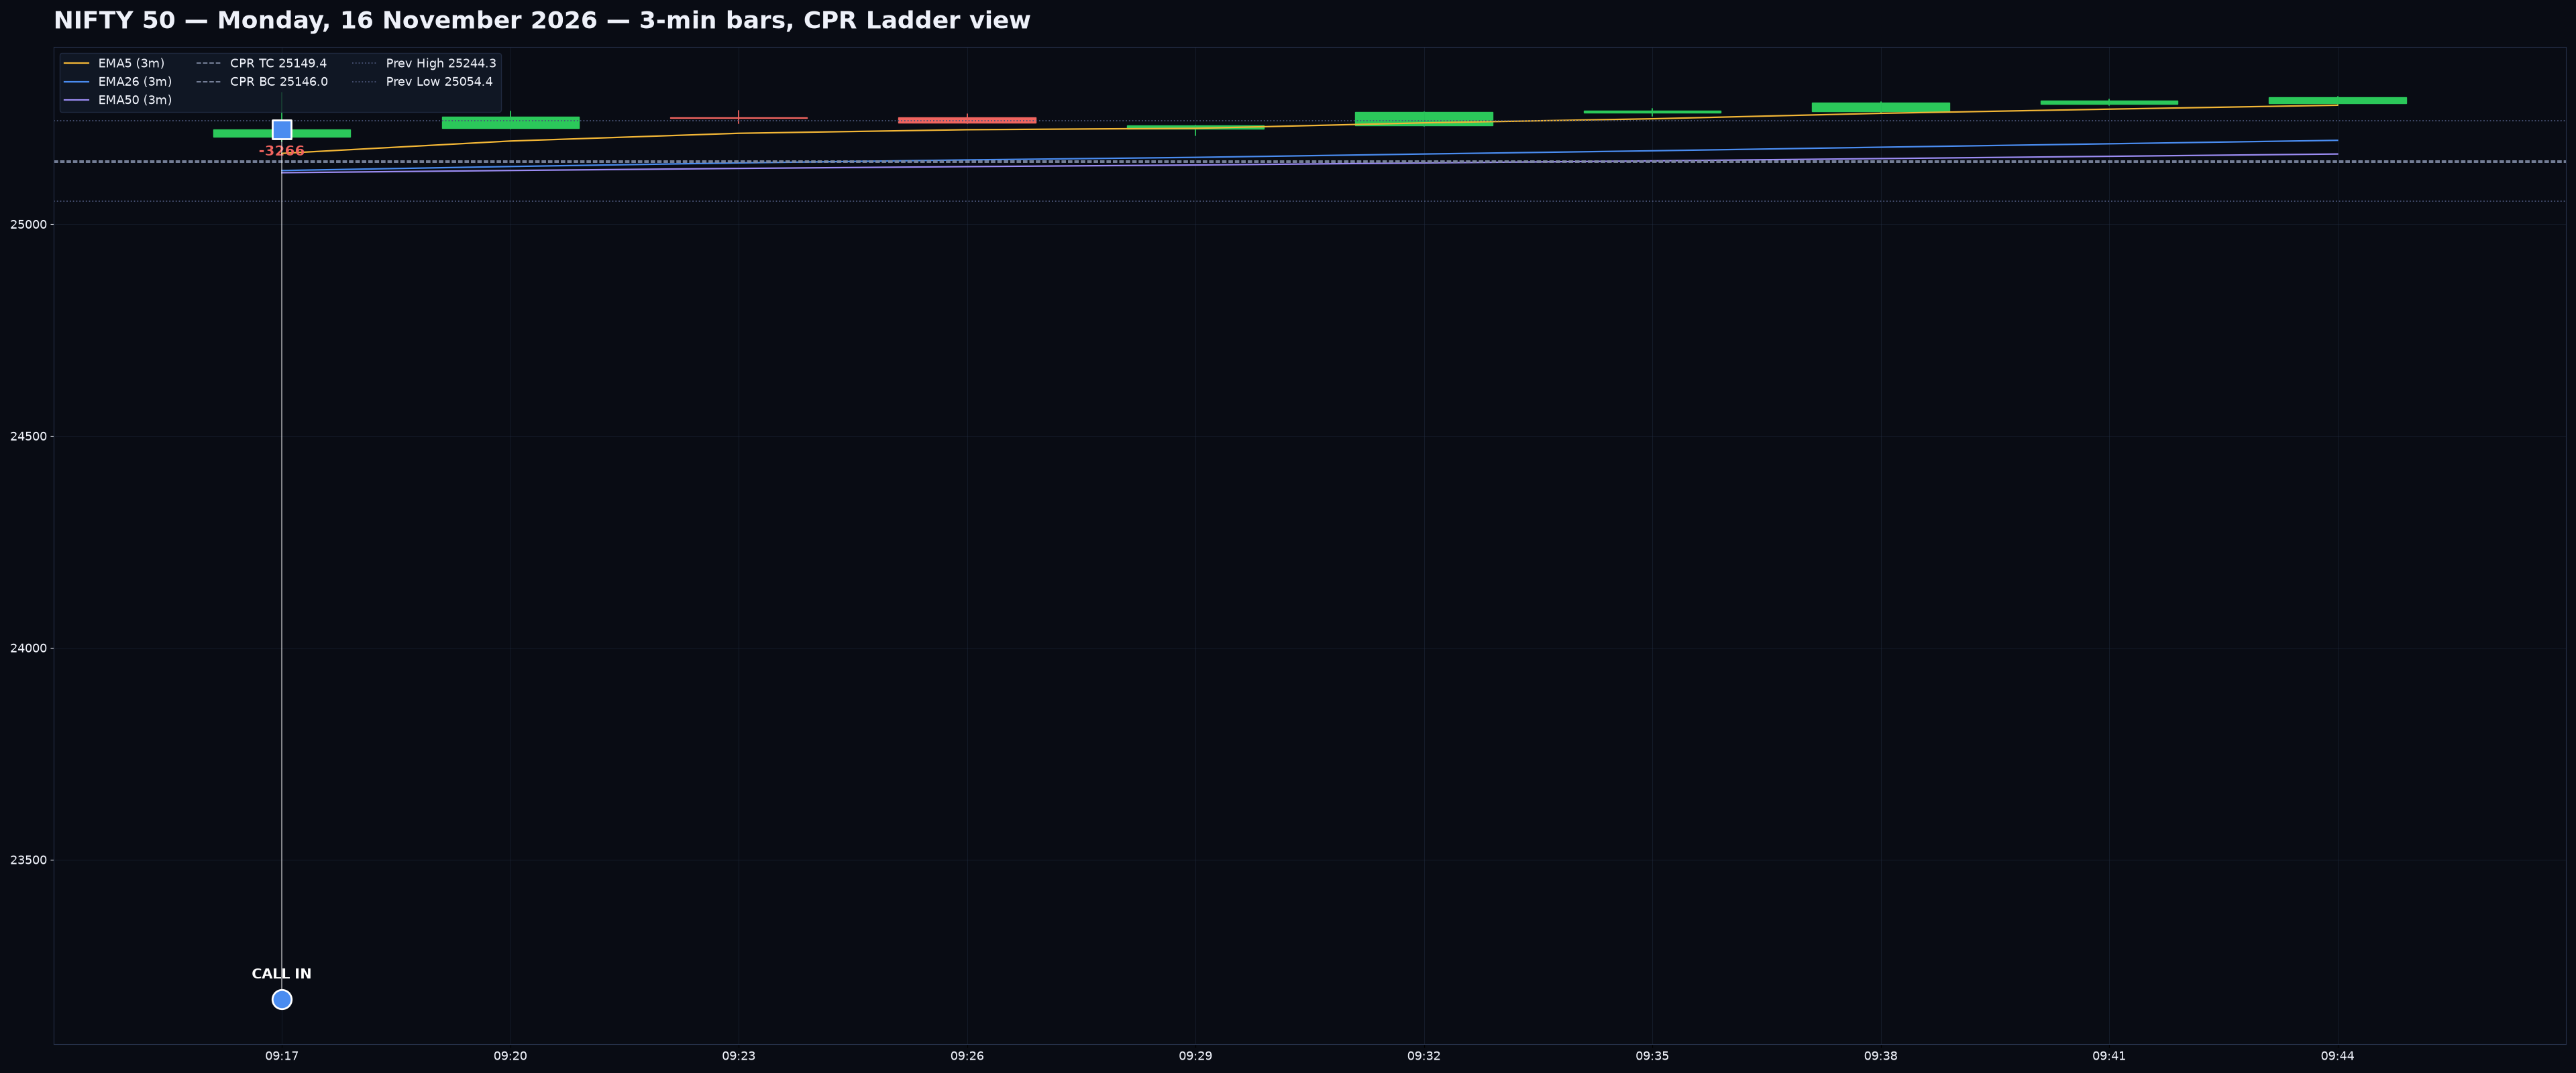 NIFTY 50 — Monday, 16 November 2026 — 3-min bars, CPR Ladder view
EMA5 (3m)
EMA26 (3m)
EMA50 (3m)
CPR TC 25149.4
CPR BC 25146.0
Prev High 25244.3
Prev Low 25054.4
-3266
25000
24500
24000
23500
CALL IN
09:17 09:20 09:23 09:26 09:29 09:32 09:35 09:38 09:41 09:44